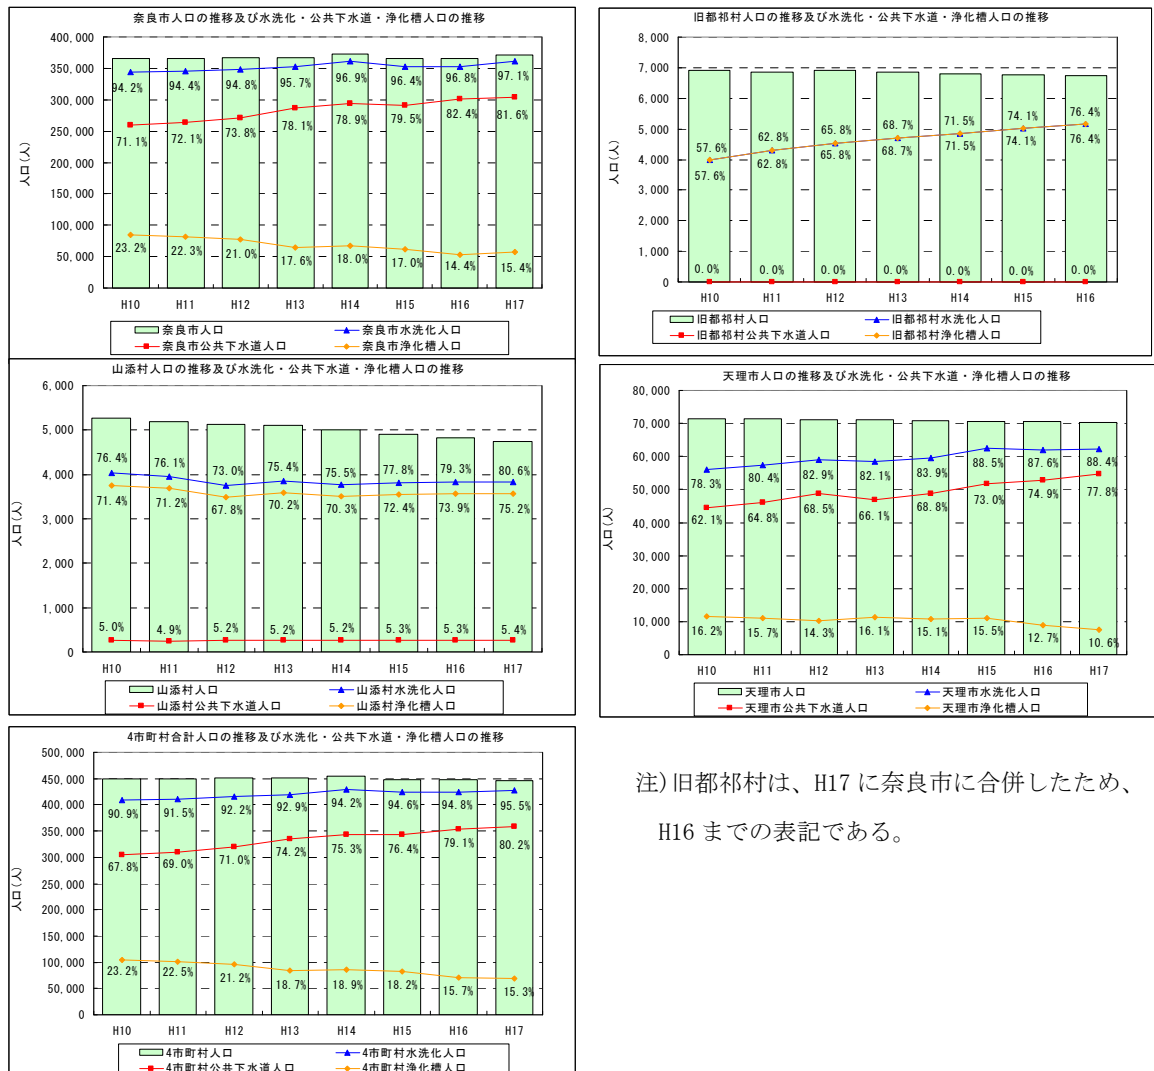 奈良市人口の推移及び水洗化・公共下水道・浄化槽人口の推移
400,000
350,000
300,000
250,000
200,000
150,000
100,000
50,000
0
人口(人)
94.2% 94.4% 94.8% 95.7% 96.9% 96.4% 96.8% 97.1%
71.1% 72.1% 73.8% 78.1% 78.9% 79.5% 82.4% 81.6%
23.2% 22.3% 21.0% 17.6% 18.0% 17.0% 14.4% 15.4%
H10 H11 H12 H13 H14 H15 H16 H17
奈良市人口 奈良市水洗化人口
奈良市公共下水道人口 奈良市浄化槽人口
旧都祁村人口の推移及び水洗化・公共下水道・浄化槽人口の推移
8,000
7,000
6,000
5,000
4,000
3,000
2,000
1,000
0
人口(人)
57.6% 62.8% 65.8% 68.7% 71.5% 74.1% 76.4%
57.6% 62.8% 65.8% 68.7% 71.5% 74.1% 76.4%
0.0% 0.0% 0.0% 0.0% 0.0% 0.0% 0.0%
H10 H11 H12 H13 H14 H15 H16
旧都祁村人口 旧都祁村水洗化人口
旧都祁村公共下水道人口 旧都祁村浄化槽人口
山添村人口の推移及び水洗化・公共下水道・浄化槽人口の推移
6,000
5,000
4,000
3,000
2,000
1,000
0
人口(人)
76.4% 76.1% 73.0% 75.4% 75.5% 77.8% 79.3% 80.6%
71.4% 71.2% 67.8% 70.2% 70.3% 72.4% 73.9% 75.2%
5.0% 4.9% 5.2% 5.2% 5.2% 5.3% 5.3% 5.4%
H10 H11 H12 H13 H14 H15 H16 H17
山添村人口 山添村水洗化人口
山添村公共下水道人口 山添村浄化槽人口
天理市人口の推移及び水洗化・公共下水道・浄化槽人口の推移
80,000
70,000
60,000
50,000
40,000
30,000
20,000
10,000
0
人口(人)
78.3% 80.4% 82.9% 82.1% 83.9% 88.5% 87.6% 88.4%
62.1% 64.8% 68.5% 66.1% 68.8% 73.0% 74.9% 77.8%
16.2% 15.7% 14.3% 16.1% 15.1% 15.5% 12.7% 10.6%
H10 H11 H12 H13 H14 H15 H16 H17
天理市人口 天理市水洗化人口
天理市公共下水道人口 天理市浄化槽人口
4市町村合計人口の推移及び水洗化・公共下水道・浄化槽人口の推移
500,000
450,000
400,000
350,000
300,000
250,000
200,000
150,000
100,000
50,000
0
人口(人)
90.9% 91.5% 92.2% 92.9% 94.2% 94.6% 94.8% 95.5%
67.8% 69.0% 71.0% 74.2% 75.3% 76.4% 79.1% 80.2%
23.2% 22.5% 21.2% 18.7% 18.9% 18.2% 15.7% 15.3%
H10 H11 H12 H13 H14 H15 H16 H17
4市町村人口 4市町村水洗化人口
4市町村公共下水道人口 4市町村浄化槽人口
注)旧都祁村は、H17 に奈良市に合併したため、
H16 までの表記である。